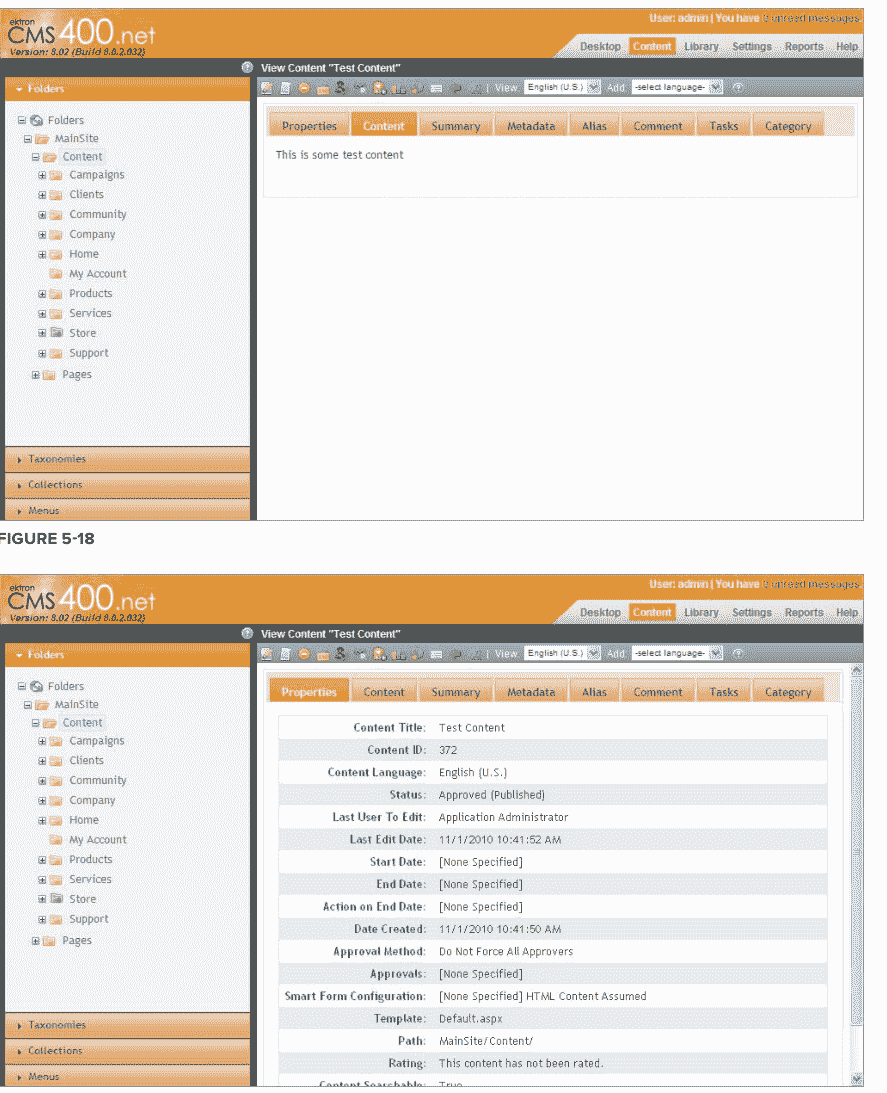 User: admin | You have 0 unread messages
ektron
CMS400.net
Version: 8.02 (Build 8.0.2.032)
Desktop Content Library Settings Reports Help
View Content "Test Content"
Folders
View: English (U.S.) Add: -select language-
Folders
MainSite
Content
Campaigns
Clients
Community
Company
Home
My Account
Products
Services
Store
Support
Pages
Taxonomies
Collections
Menus
Properties Content Summary Metadata Alias Comment Tasks Category
This is some test content
FIGURE 5-18
User: admin | You have 0 unread messages
ektron
CMS400.net
Version: 8.02 (Build 8.0.2.032)
Desktop Content Library Settings Reports Help
View Content "Test Content"
Folders
View: English (U.S.) Add: -select language-
Folders
MainSite
Content
Campaigns
Clients
Community
Company
Home
My Account
Products
Services
Store
Support
Pages
Taxonomies
Collections
Menus
Properties Content Summary Metadata Alias Comment Tasks Category
Content Title: Test Content
Content ID: 372
Content Language: English (U.S.)
Status: Approved (Published)
Last User To Edit: Application Administrator
Last Edit Date: 11/1/2010 10:41:52 AM
Start Date: [None Specified]
End Date: [None Specified]
Action on End Date: [None Specified]
Date Created: 11/1/2010 10:41:50 AM
Approval Method: Do Not Force All Approvers
Approvals: [None Specified]
Smart Form Configuration: [None Specified] HTML Content Assumed
Template: Default.aspx
Path: MainSite/Content/
Rating: This content has not been rated.
Content Searchable: True